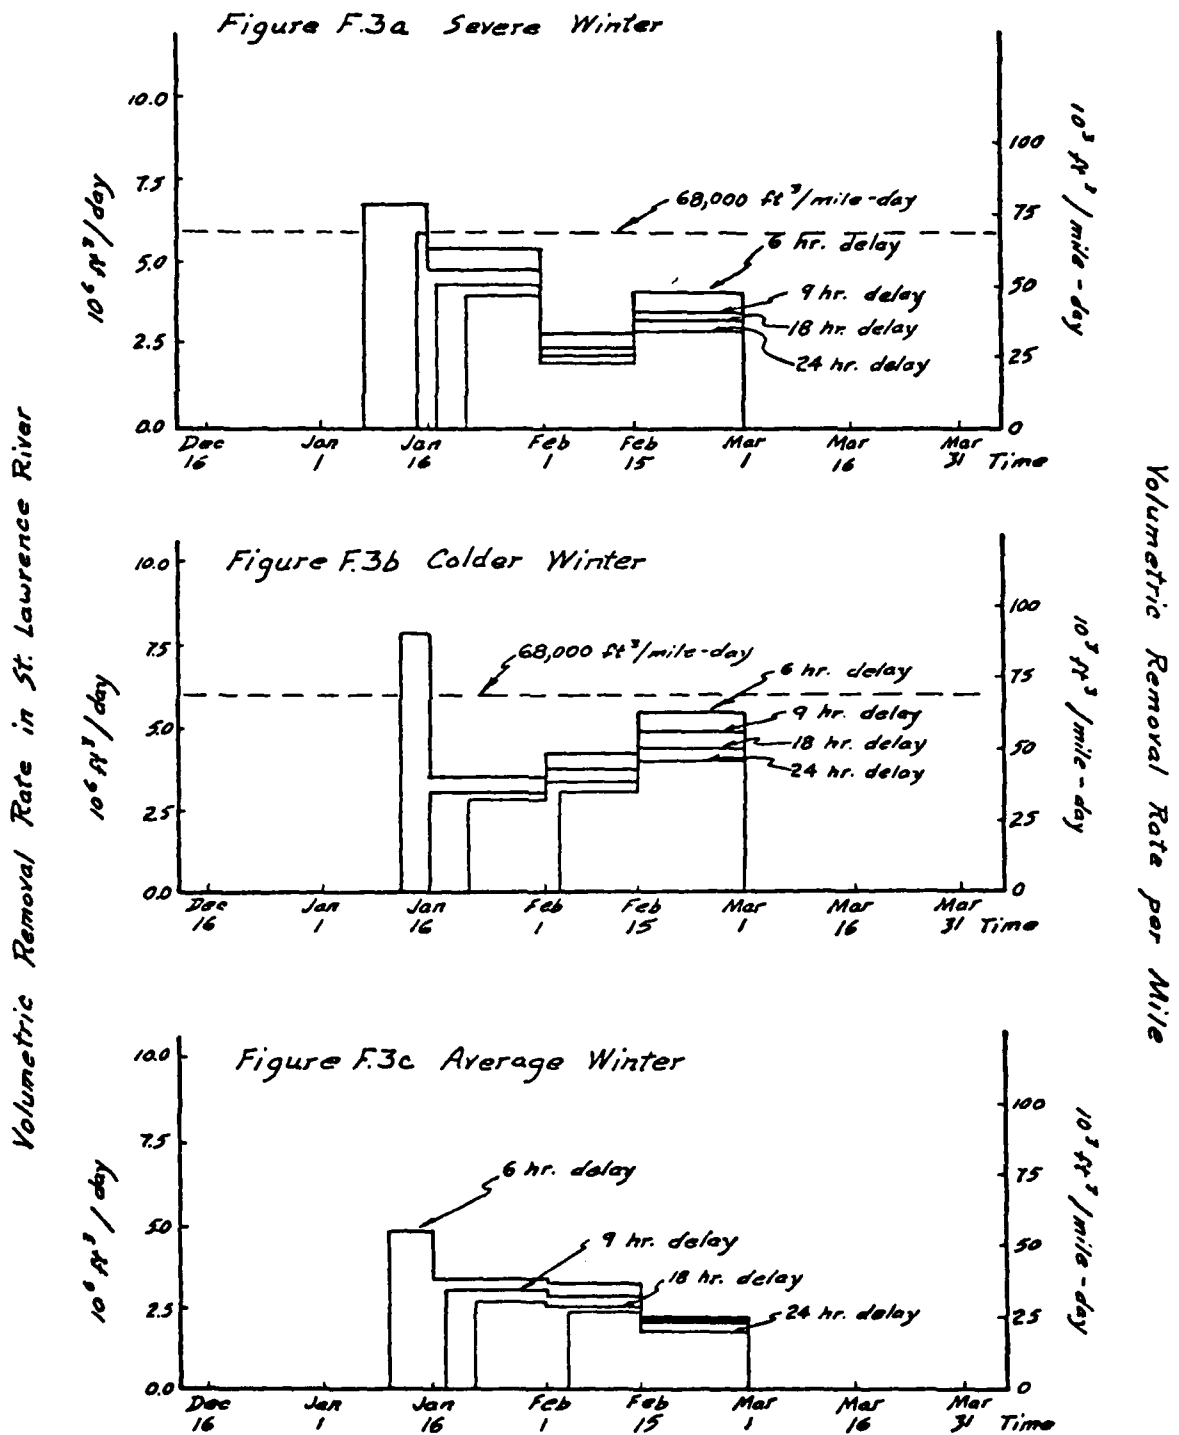 Figure F.3a Severe Winter
10.0
7.5
5.0
2.5
0.0
10⁶ ft³/day
100
75
50
25
0
10³ ft³/mile-day
68,000 ft³/mile-day
6 hr. delay
9 hr. delay
18 hr. delay
24 hr. delay
Dec 16
Jan 1
Jan 16
Feb 1
Feb 15
Mar 1
Mar 16
Mar 31
Time
Volumetric Removal Rate in St. Lawrence River
Volumetric Removal Rate per Mile
Figure F.3b Colder Winter
10.0
7.5
5.0
2.5
0.0
10⁶ ft³/day
100
75
50
25
0
10³ ft³/mile-day
68,000 ft³/mile-day
6 hr. delay
9 hr. delay
18 hr. delay
24 hr. delay
Dec 16
Jan 1
Jan 16
Feb 1
Feb 15
Mar 1
Mar 16
Mar 31
Time
Figure F.3c Average Winter
10.0
7.5
5.0
2.5
0.0
10⁶ ft³/day
100
75
50
25
0
10³ ft³/mile-day
6 hr. delay
9 hr. delay
18 hr. delay
24 hr. delay
Dec 16
Jan 1
Jan 16
Feb 1
Feb 15
Mar 1
Mar 16
Mar 31
Time